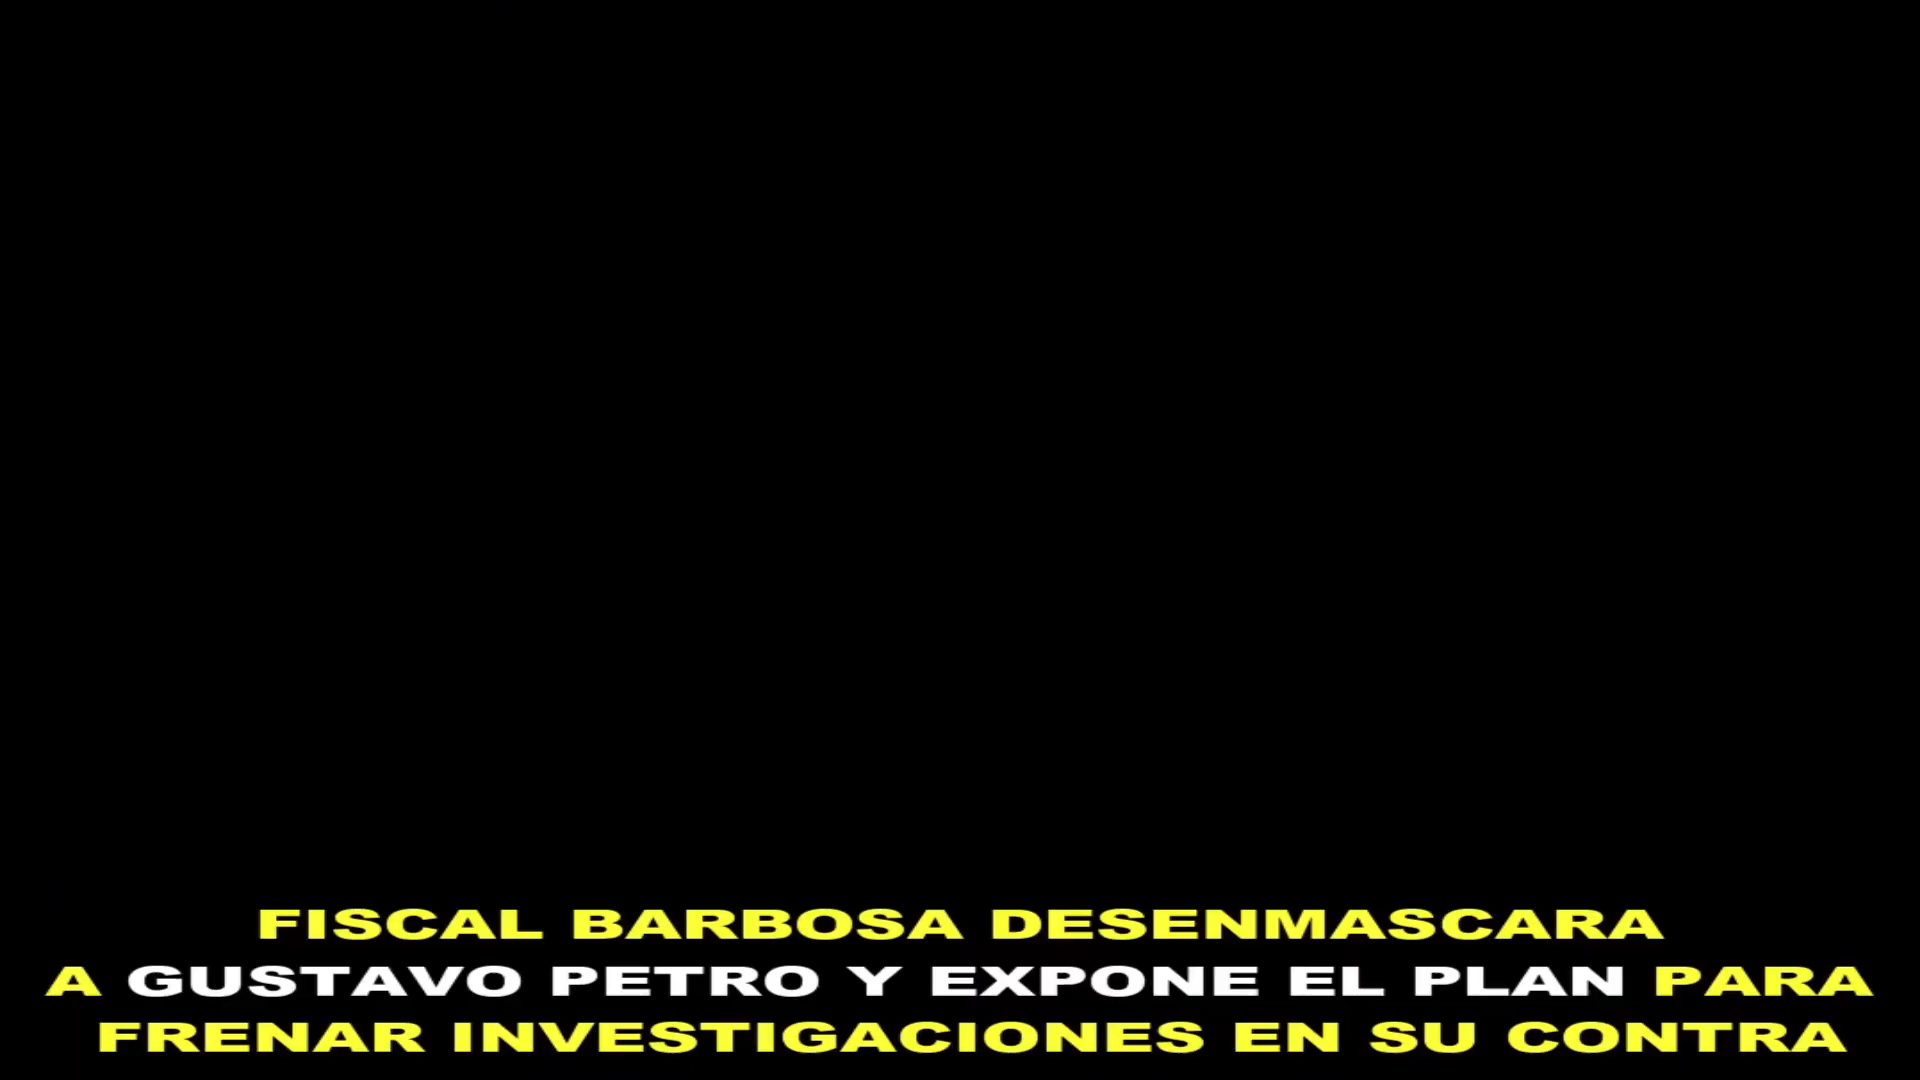 FISCAL BARBOSA DESENMASCARA
A GUSTAVO PETRO Y EXPONE EL PLAN PARA
FRENAR INVESTIGACIONES EN SU CONTRA